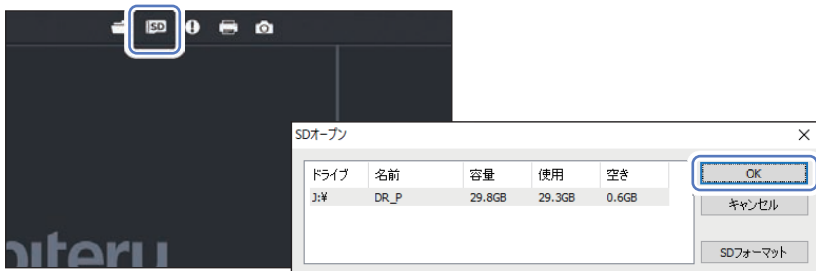 SD
SDオープン
ドライブ 名前 容量 使用 空き
J:¥ DR_P 29.8GB 29.3GB 0.6GB
OK
キャンセル
SDフォーマット